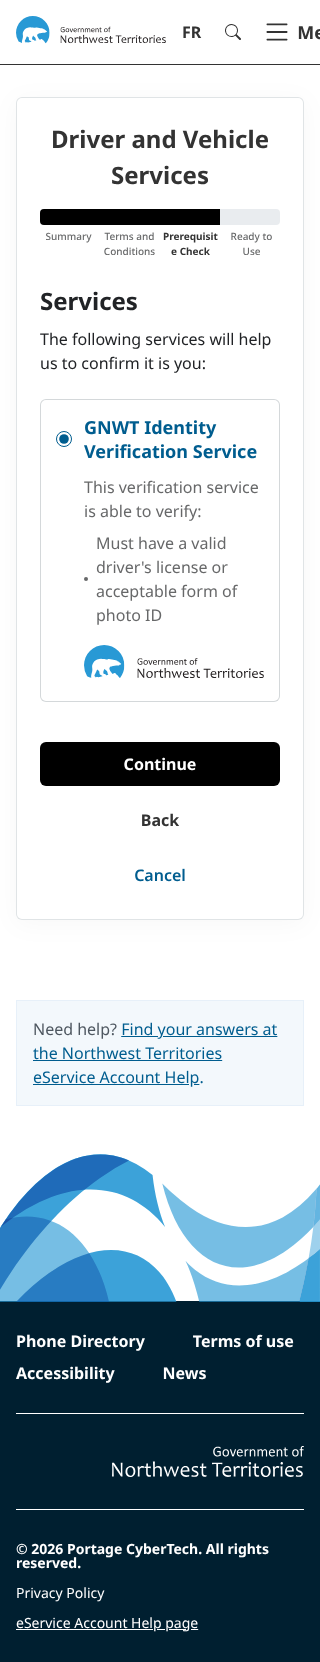 Government of
Northwest Territories
FR
Me
Driver and Vehicle
Services
Summary
Terms and
Conditions
Prerequisit
e Check
Ready to
Use
Services
The following services will help
us to confirm it is you:
GNWT Identity
Verification Service
This verification service
is able to verify:
Must have a valid
driver's license or
acceptable form of
photo ID
Government of
Northwest Territories
Continue
Back
Cancel
Need help? Find your answers at
the Northwest Territories
eService Account Help.
Phone Directory
Terms of use
Accessibility
News
Government of
Northwest Territories
© 2026 Portage CyberTech. All rights
reserved.
Privacy Policy
eService Account Help page